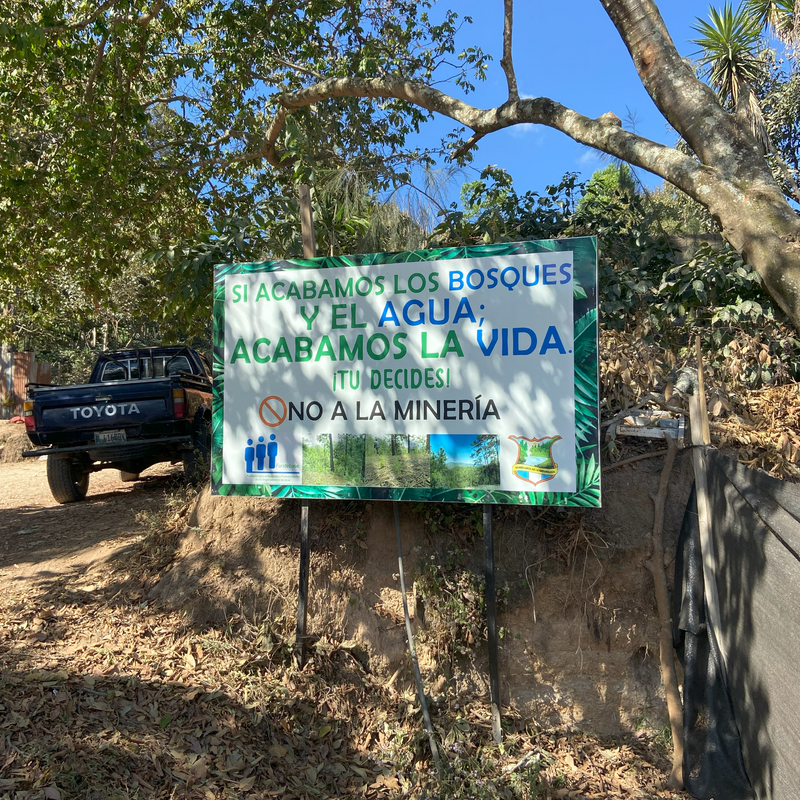 SI ACABAMOS LOS BOSQUES
Y EL AGUA;
ACABAMOS LA VIDA.
¡TU DECIDES!
NO A LA MINERÍA
TOYOTA